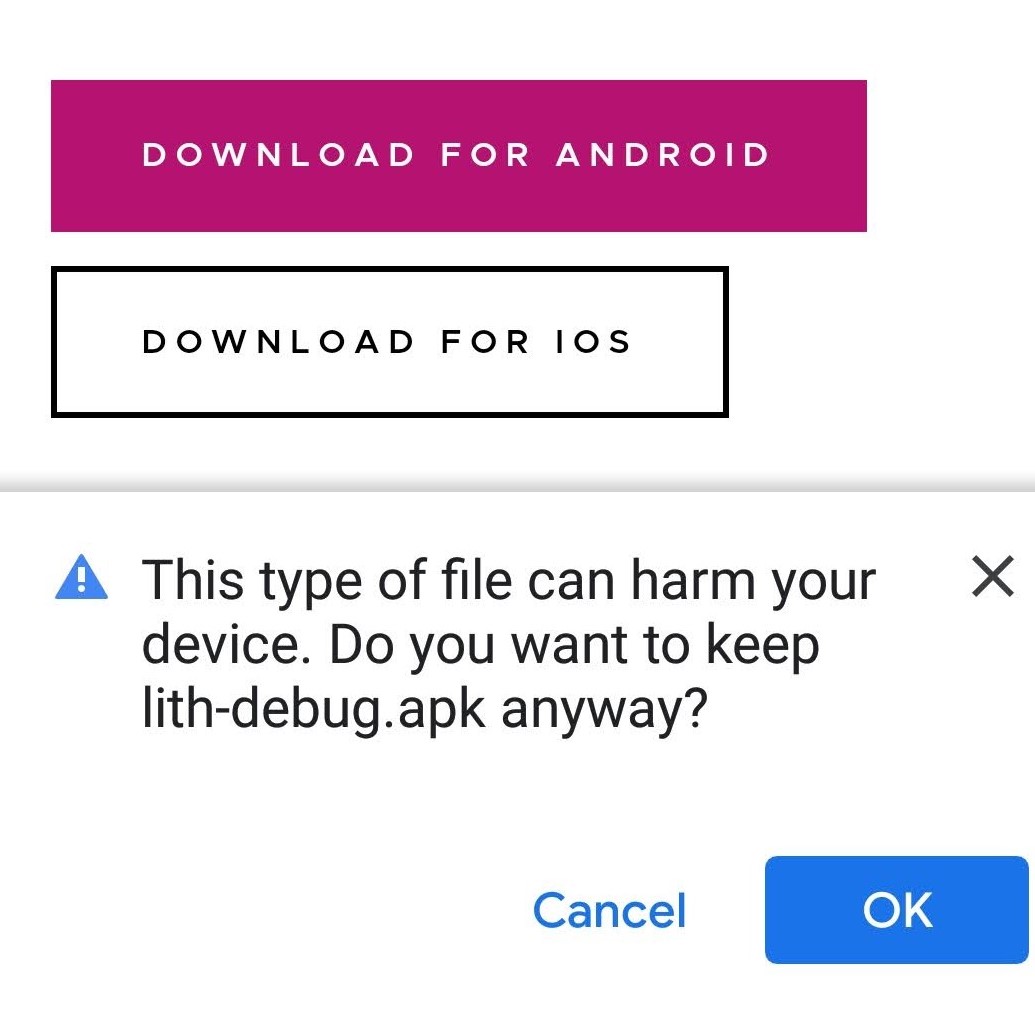 DOWNLOAD FOR ANDROID
DOWNLOAD FOR IOS
This type of file can harm your
device. Do you want to keep
lith-debug.apk anyway?
Cancel
OK